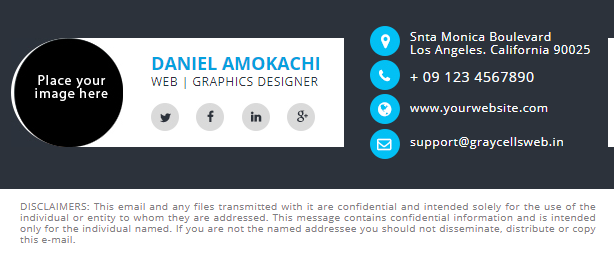 Place your
image here
DANIEL AMOKACHI
WEB | GRAPHICS DESIGNER
Snta Monica Boulevard
Los Angeles. California 90025
+ 09 123 4567890
www.yourwebsite.com
support@graycellsweb.in
DISCLAIMERS: This email and any files transmitted with it are confidential and intended solely for the use of the
individual or entity to whom they are addressed. This message contains confidential information and is intended
only for the individual named. If you are not the named addressee you should not disseminate, distribute or copy
this e-mail.